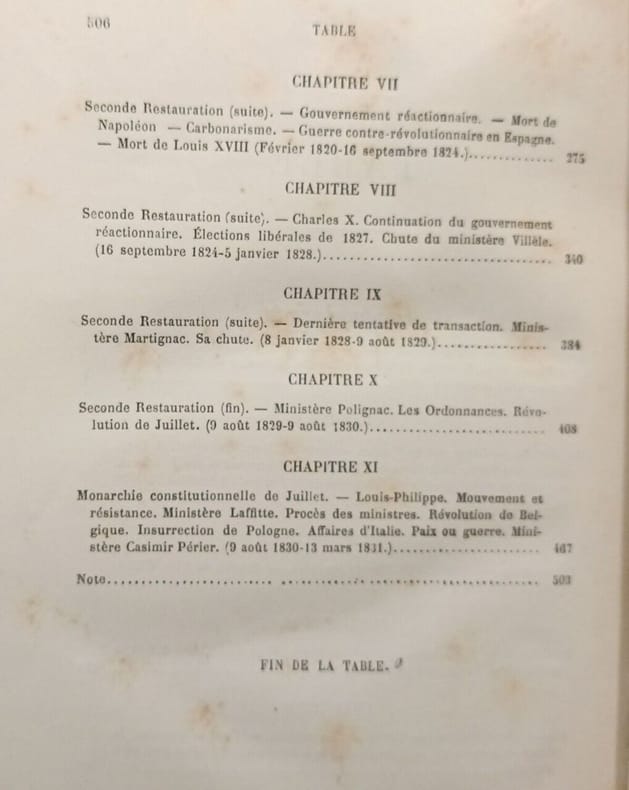 506
TABLE
CHAPITRE VII
Seconde Restauration (suite). — Gouvernement réactionnaire. — Mort de
Napoléon — Carbonarisme. — Guerre contre-révolutionnaire en Espagne.
— Mort de Louis XVIII (Février 1820-16 septembre 1824.).............. 275
CHAPITRE VIII
Seconde Restauration (suite). — Charles X. Continuation du gouvernement
réactionnaire. Élections libérales de 1827. Chute du ministère Villèle.
(16 septembre 1824-5 janvier 1828.)..................................... 340
CHAPITRE IX
Seconde Restauration (suite). — Dernière tentative de transaction. Minis-
tère Martignac. Sa chute. (8 janvier 1828-9 août 1829.).................. 384
CHAPITRE X
Seconde Restauration (fin). — Ministère Polignac. Les Ordonnances. Révo-
lution de Juillet. (9 août 1829-9 août 1830.)............................. 408
CHAPITRE XI
Monarchie constitutionnelle de Juillet. — Louis-Philippe. Mouvement et
résistance. Ministère Laffitte. Procès des ministres. Révolution de Bel-
gique. Insurrection de Pologne. Affaires d'Italie. Paix ou guerre. Mini-
stère Casimir Périer. (9 août 1830-13 mars 1831.)........................ 467
Note...................................................................... 503
FIN DE LA TABLE.